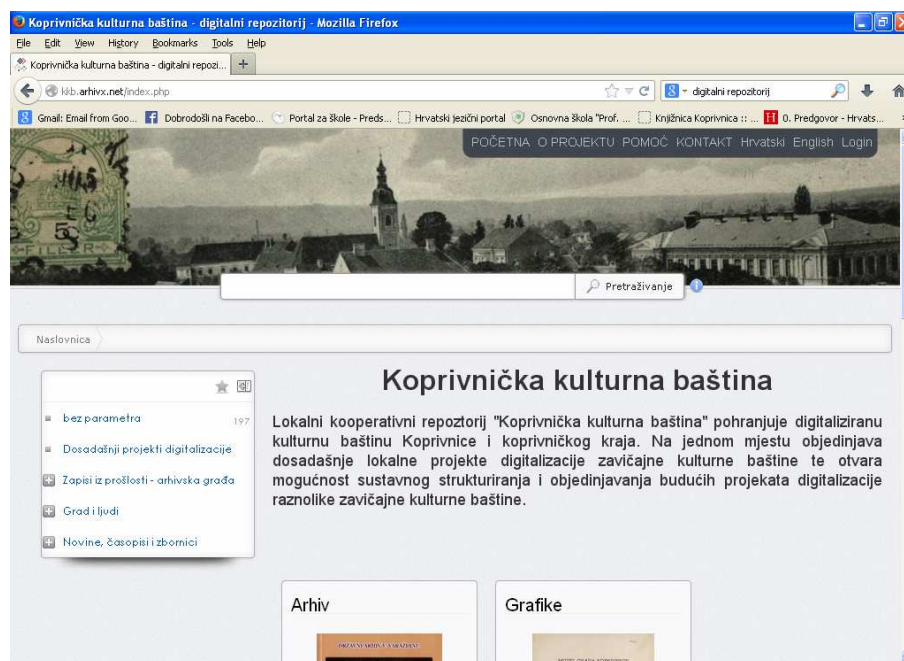 Koprivnička kulturna baština - digitalni repozitorij - Mozilla Firefox
File Edit View History Bookmarks Tools Help
Koprivnička kulturna baština - digitalni repozi... +
kkb.arhivx.net/index.php
digitalni repozitorij
Gmail: Email from Goo... Dobrodošli na Facebo... Portal za škole - Preds... Hrvatski jezični portal Osnovna škola "Prof. ... Knjižnica Koprivnica :: ... 0. Predgovor - Hrvats...
POČETNA O PROJEKTU POMOĆ KONTAKT Hrvatski English Login
5
FILLER
Pretraživanje
Naslovnica
bez parametra 197
Dosadašnji projekti digitalizacije
Zapisi iz prošlosti - arhivska građa
Grad i ljudi
Novine, časopisi i zbornici
Koprivnička kulturna baština
Lokalni kooperativni repoztorij "Koprivnička kulturna baština" pohranjuje digitaliziranu
kulturnu baštinu Koprivnice i koprivničkog kraja. Na jednom mjestu objedinjava
dosadašnje lokalne projekte digitalizacije zavičajne kulturne baštine te otvara
mogućnost sustavnog strukturiranja i objedinjavanja budućih projekata digitalizacije
raznolike zavičajne kulturne baštine.
Arhiv
DRŽAVNI ARHIV U VARAŽDINU
Grafike